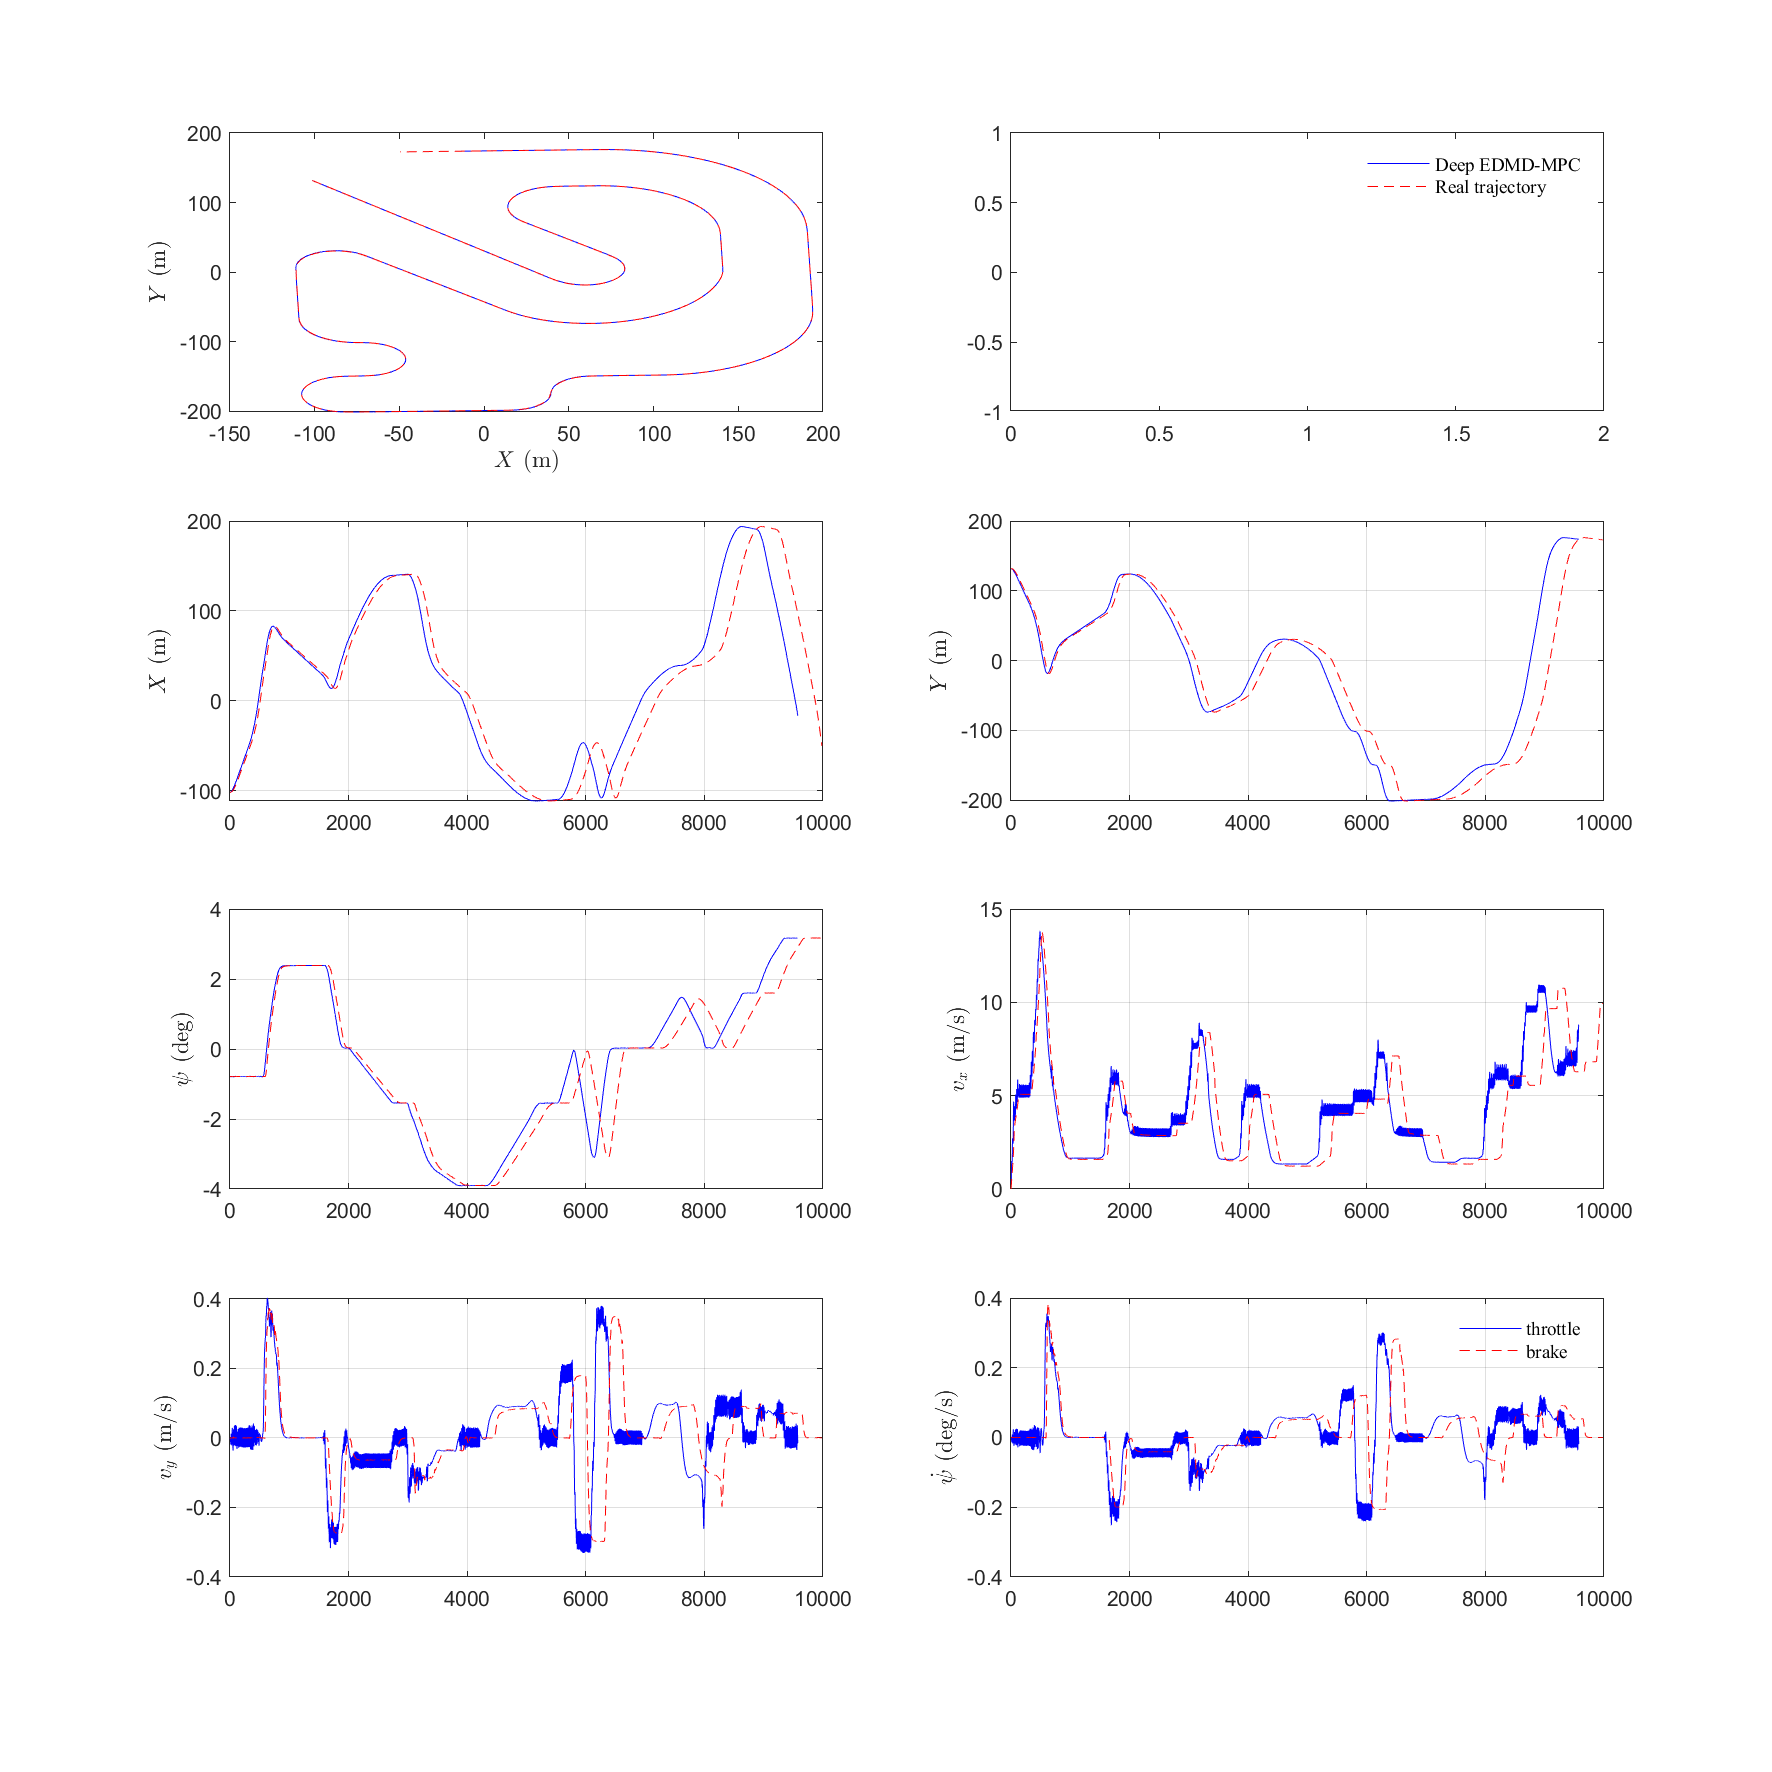 200
100
0
-100
-200
Y (m)
-150 -100 -50 0 50 100 150 200
X (m)
1
0.5
0
-0.5
-1
0 0.5 1 1.5 2
Deep EDMD-MPC
Real trajectory
200
100
0
-100
X (m)
0 2000 4000 6000 8000 10000
200
100
0
-100
-200
Y (m)
0 2000 4000 6000 8000 10000
4
2
0
-2
-4
ψ (deg)
0 2000 4000 6000 8000 10000
15
10
5
0
v_x (m/s)
0 2000 4000 6000 8000 10000
0.4
0.2
0
-0.2
-0.4
v_y (m/s)
0 2000 4000 6000 8000 10000
0.4
0.2
0
-0.2
-0.4
ψ̇ (deg/s)
0 2000 4000 6000 8000 10000
throttle
brake